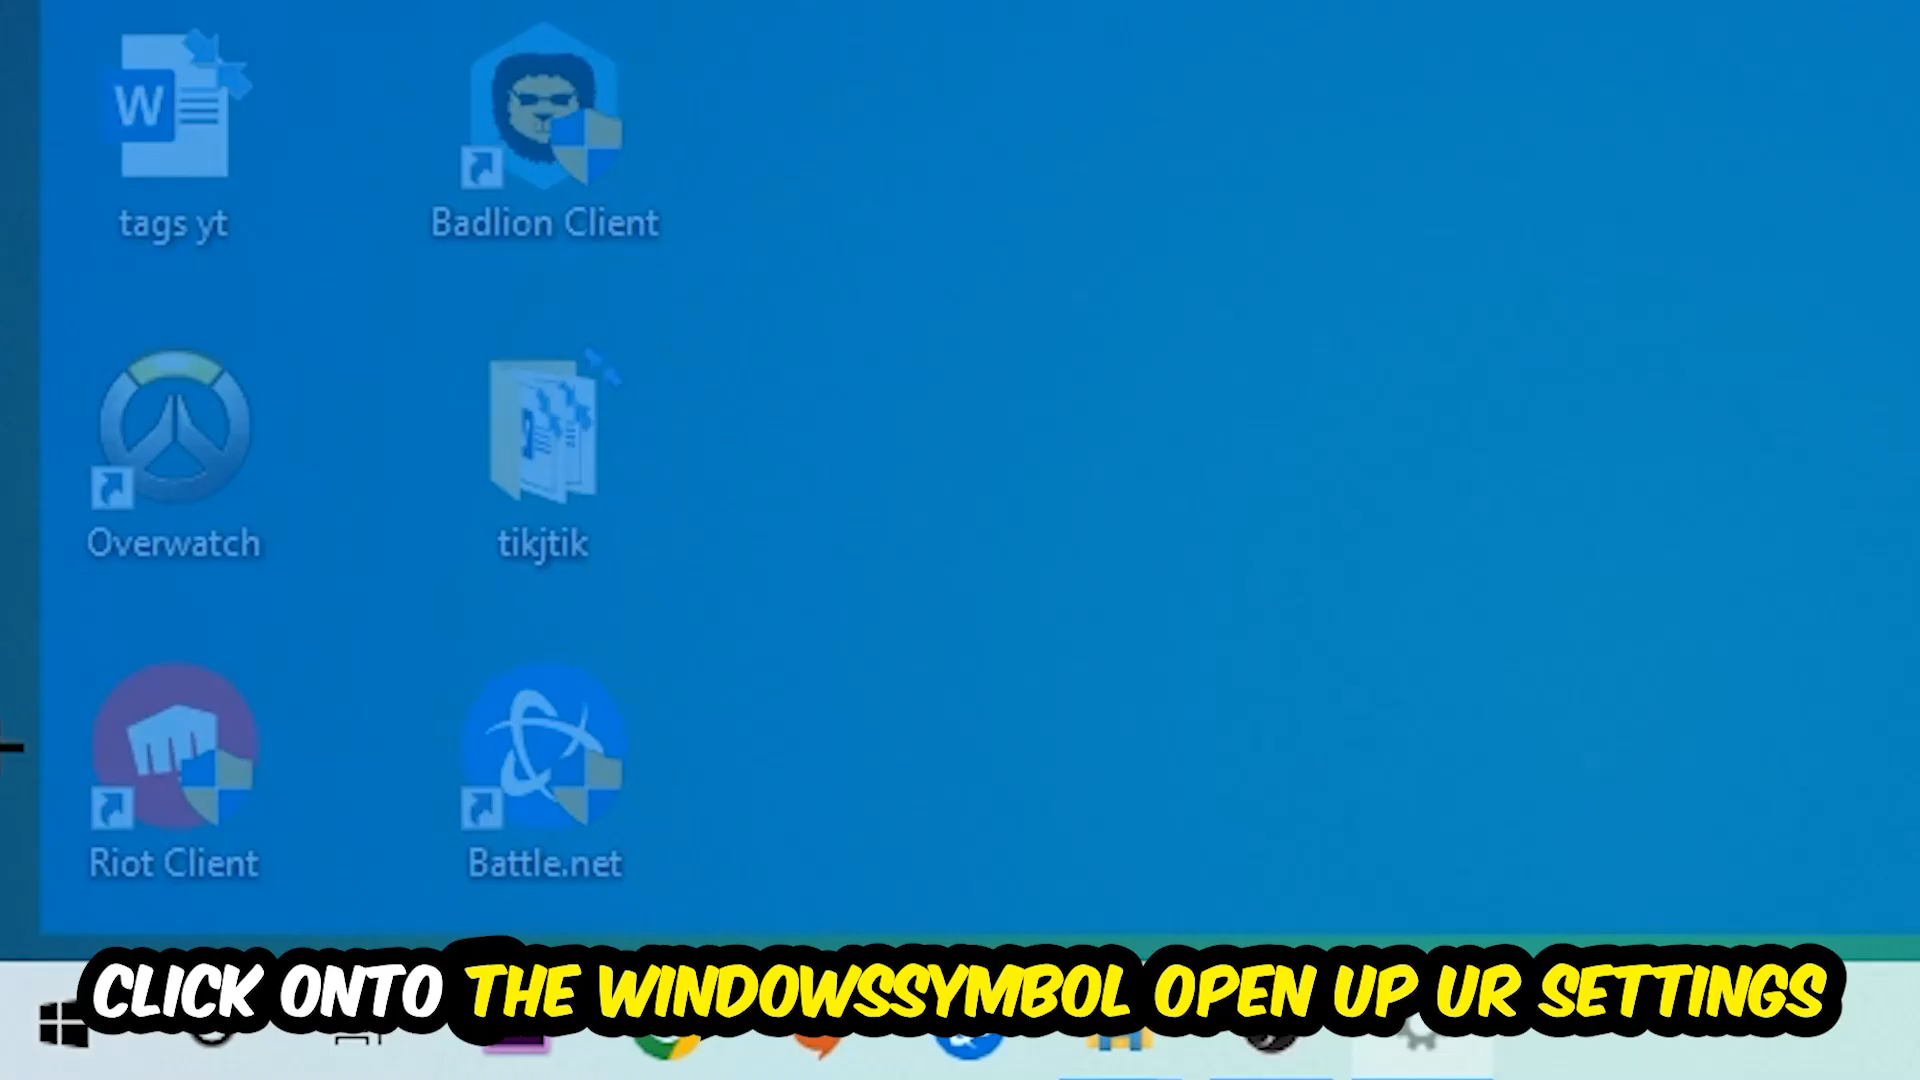 W
tags yt
Badlion Client
Overwatch
tikjtik
Riot Client
Battle.net
CLICK ONTO THE WINDOWSSYMBOL OPEN UP UR SETTINGS